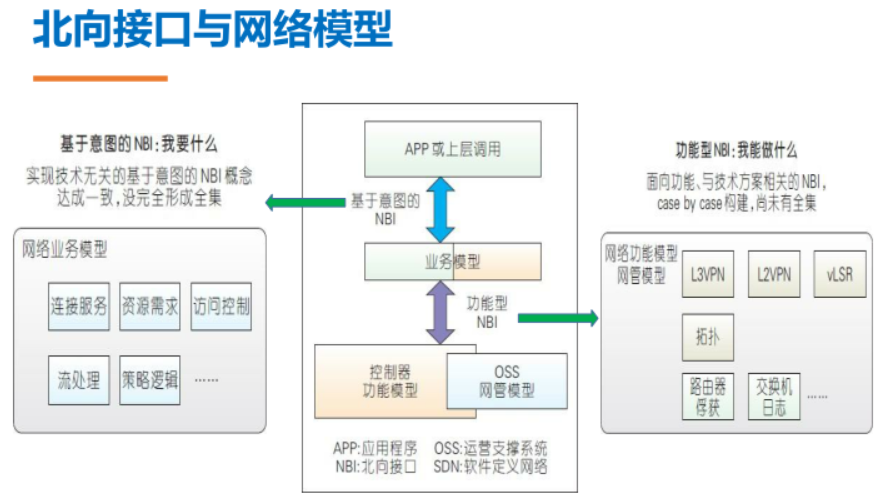 北向接口与网络模型
基于意图的NBI:我要什么
实现技术无关的基于意图的NBI概念
达成一致,没完全形成全集
网络业务模型
连接服务
资源需求
访问控制
流处理
策略逻辑
……
APP或上层调用
基于意图的
NBI
业务模型
功能型
NBI
控制器
功能模型
OSS
网管模型
APP:应用程序 OSS:运营支撑系统
NBI:北向接口 SDN:软件定义网络
功能型NBI:我能做什么
面向功能、与技术方案相关的NBI,
case by case构建,尚未有全集
网络功能模型
网管模型
L3VPN
L2VPN
vLSR
拓扑
路由器
俘获
交换机
日志
……